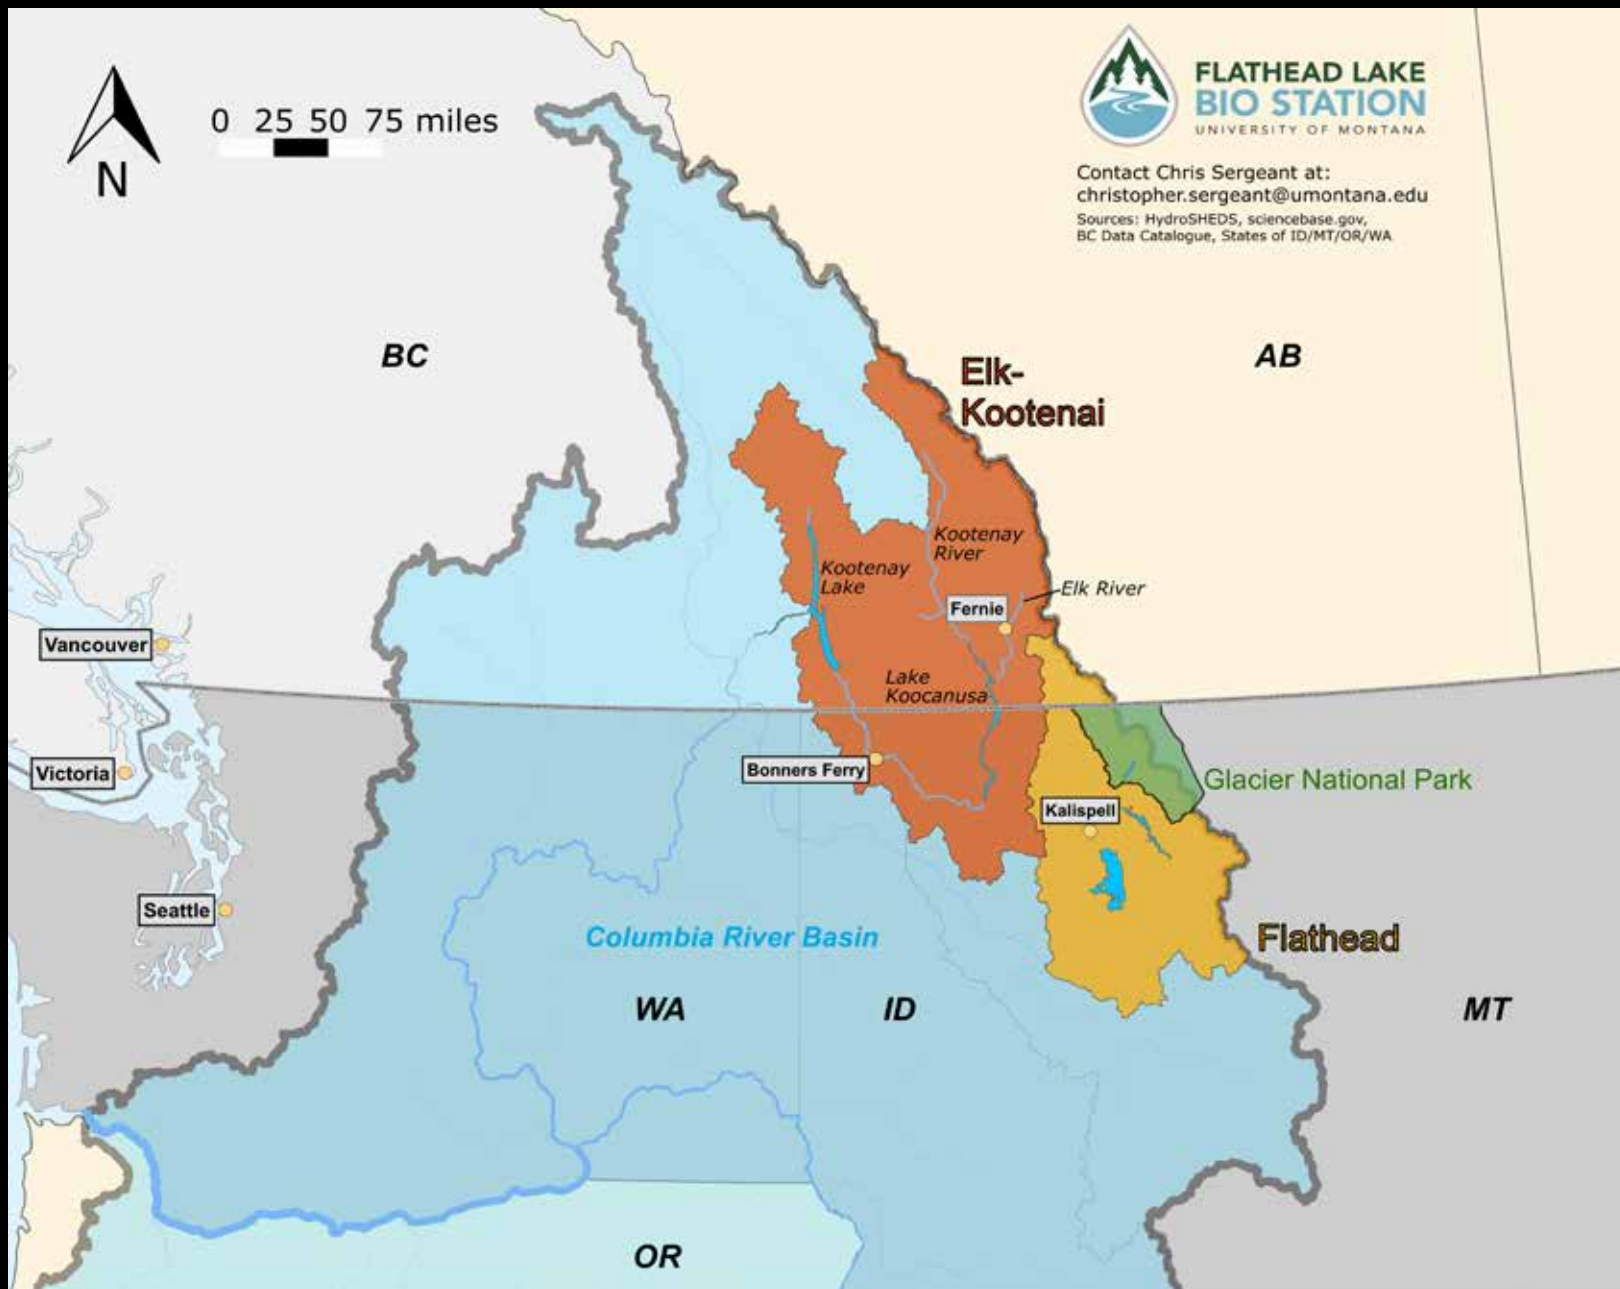 FLATHEAD LAKE
BIO STATION
UNIVERSITY OF MONTANA
0 25 50 75 miles
N
Contact Chris Sergeant at:
christopher.sergeant@umontana.edu
Sources: HydroSHEDS, sciencebase.gov,
BC Data Catalogue, States of ID/MT/OR/WA
BC
AB
Elk-
Kootenai
Kootenay
River
Kootenay
Lake
Elk River
Fernie
Vancouver
Lake
Koocanusa
Victoria
Bonners Ferry
Glacier National Park
Kalispell
Seattle
Columbia River Basin
Flathead
WA
ID
MT
OR